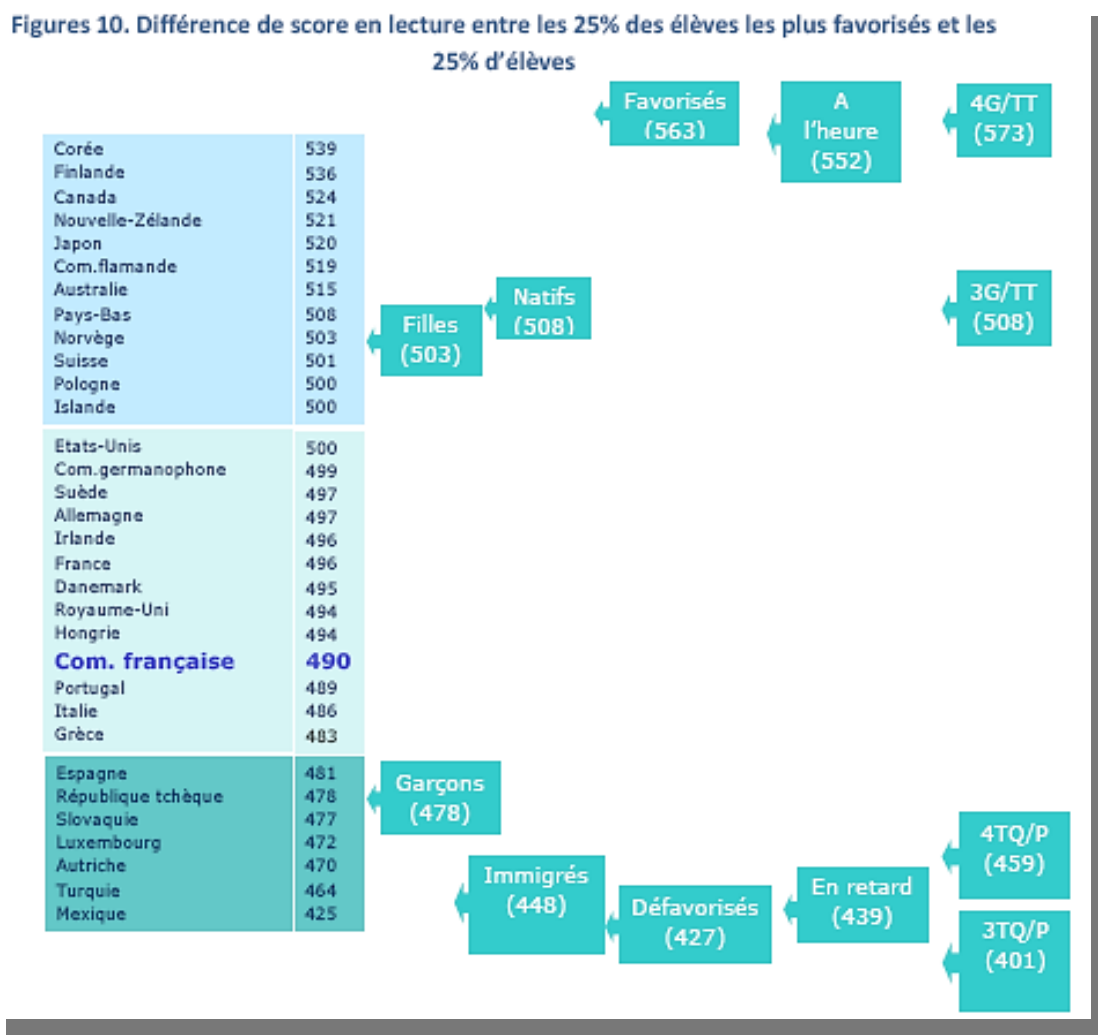 Figures 10. Différence de score en lecture entre les 25% des élèves les plus favorisés et les
25% d'élèves
Favorisés
(563)
A
l'heure
(552)
4G/TT
(573)
Corée 539
Finlande 536
Canada 524
Nouvelle-Zélande 521
Japon 520
Com.flamande 519
Australie 515
Pays-Bas 508
Norvège 503
Suisse 501
Pologne 500
Islande 500
Natifs
(508)
Filles
(503)
3G/TT
(508)
Etats-Unis 500
Com.germanophone 499
Suède 497
Allemagne 497
Irlande 496
France 496
Danemark 495
Royaume-Uni 494
Hongrie 494
Com. française 490
Portugal 489
Italie 486
Grèce 483
Espagne 481
République tchèque 478
Slovaquie 477
Luxembourg 472
Autriche 470
Turquie 464
Mexique 425
Garçons
(478)
Immigrés
(448)
Défavorisés
(427)
En retard
(439)
4TQ/P
(459)
3TQ/P
(401)